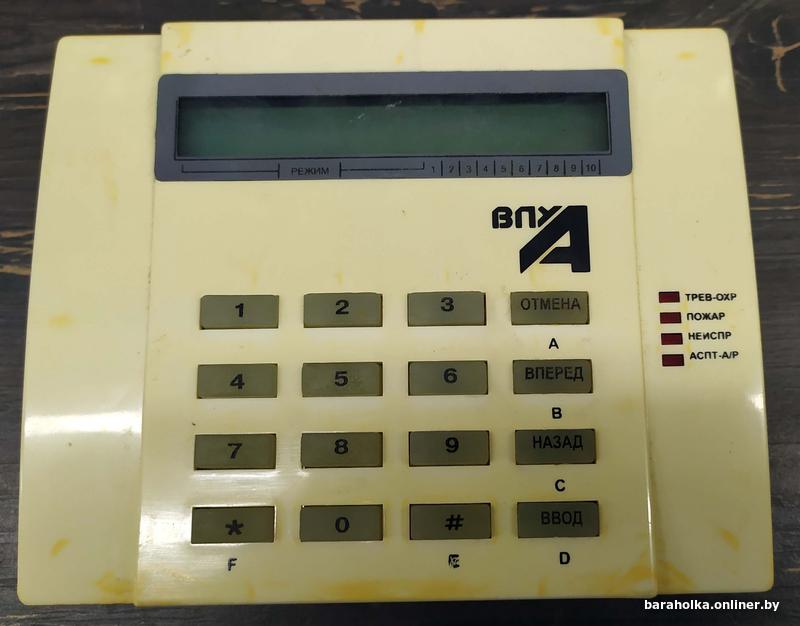 РЕЖИМ 1 2 3 4 5 6 7 8 9 10
ВПУ А
1 2 3 ОТМЕНА
A
4 5 6 ВПЕРЕД
B
7 8 9 НАЗАД
C
* 0 # ВВОД
F E D
ТРЕВ-ОХР
ПОЖАР
НЕИСПР
АСПТ-А/Р
baraholka.onliner.by